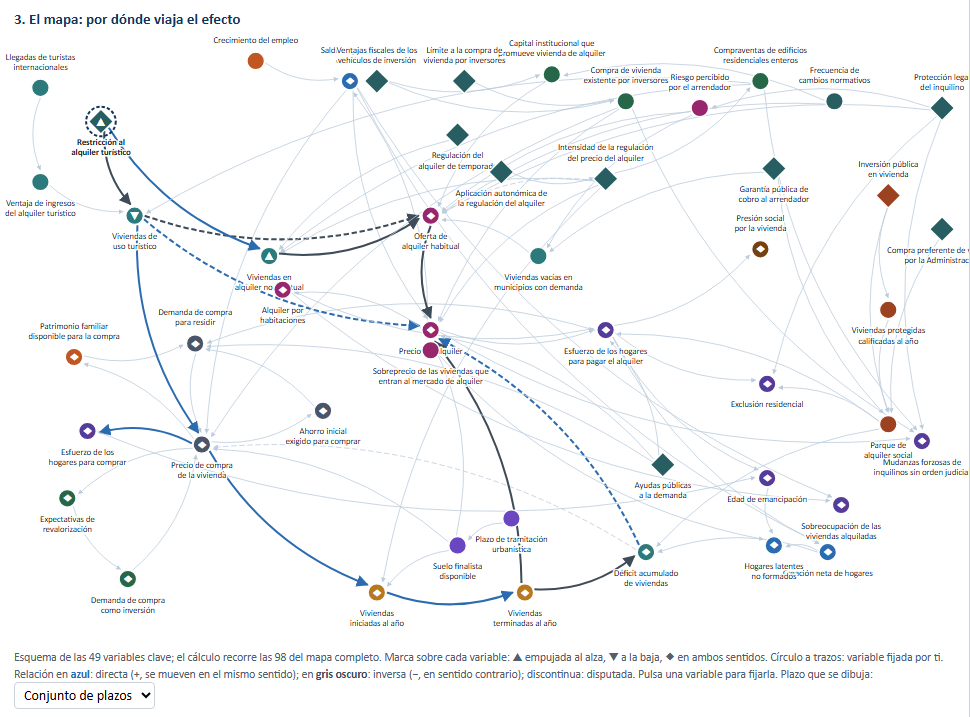 3. El mapa: por dónde viaja el efecto
Llegadas de turistas
internacionales
Crecimiento del empleo
Ventajas fiscales de los
vehículos de inversión
Límite a la compra de
vivienda por inversores
Capital institucional que
promueve vivienda de alquiler
Compra de vivienda
existente por inversores
Riesgo percibido
por el arrendador
Compraventas de edificios
residenciales enteros
Frecuencia de
cambios normativos
Protección lega
del inquilino
Restricción al
alquiler turístico
Regulación del
alquiler de temporad
Intensidad de la regulación
del precio del alquiler
Inversión pública
en vivienda
Ventaja de ingresos
del alquiler turístico
Aplicación autonómica de
la regulación del alquiler
Garantía pública de
cobro al arrendador
Presión social
por la vivienda
Viviendas de
uso turístico
Oferta de
alquiler habitual
Compra preferente de v
por la Administrac
Viviendas en
alquiler no
Viviendas vacías en
municipios con demanda
Alquiler por
habitaciones
Demanda de compra
para residir
Patrimonio familiar
disponible para la compra
Precio
Esfuerzo de los hogares
para pagar el alquiler
Viviendas protegidas
calificadas al año
Sobreprecio de las viviendas que
entran al mercado de alquiler
Exclusión residencial
Ahorro inicial
exigido para comprar
Esfuerzo de los
hogares para comprar
Precio de compra
de la vivienda
Parque de
alquiler social
Mudanzas forzosas de
inquilinos sin orden judicia
Ayudas públicas
a la demanda
Edad de emancipación
Expectativas de
revalorización
Plazo de tramitación
urbanística
Sobreocupación de las
viviendas alquiladas
Suelo finalista
disponible
Déficit acumulado
de viviendas
Hogares latentes
no formados
neta de hogares
Demanda de compra
como inversión
Viviendas
iniciadas al año
Viviendas
terminadas al año
Esquema de las 49 variables clave; el cálculo recorre las 98 del mapa completo. Marca sobre cada variable: ▲ empujada al alza, ▼ a la baja, ◆ en ambos sentidos. Círculo a trazos: variable fijada por ti.
Relación en azul: directa (+, se mueven en el mismo sentido); en gris oscuro: inversa (−, en sentido contrario); discontinua: disputada. Pulsa una variable para fijarla. Plazo que se dibuja:
Conjunto de plazos